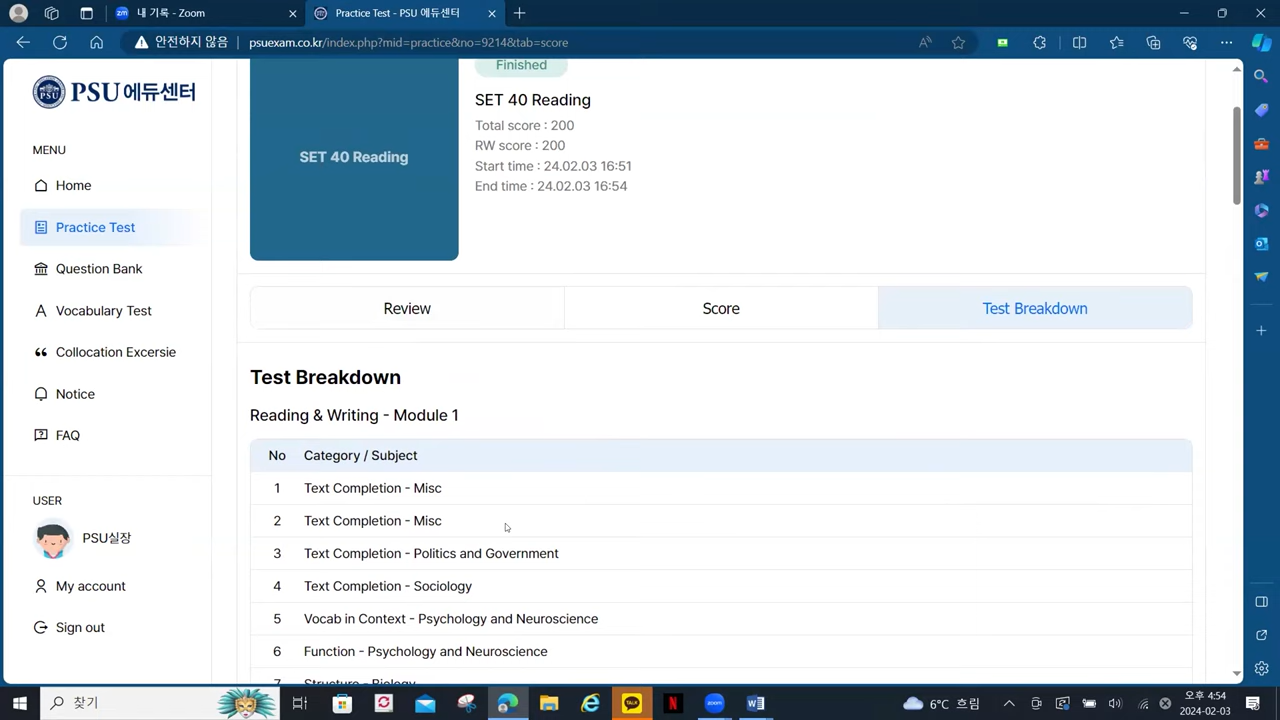 내 기록 - Zoom
Practice Test - PSU 에듀센터
안전하지 않음
psuexam.co.kr/index.php?mid=practice&no=9214&tab=score
PSU 에듀센터
MENU
Home
Practice Test
Question Bank
Vocabulary Test
Collocation Excersie
Notice
FAQ
USER
PSU실장
My account
Sign out
SET 40 Reading
Finished
SET 40 Reading
Total score : 200
RW score : 200
Start time : 24.02.03 16:51
End time : 24.02.03 16:54
Review
Score
Test Breakdown
Test Breakdown
Reading & Writing - Module 1
No Category / Subject
1 Text Completion - Misc
2 Text Completion - Misc
3 Text Completion - Politics and Government
4 Text Completion - Sociology
5 Vocab in Context - Psychology and Neuroscience
6 Function - Psychology and Neuroscience
7 Structure - Biology
찾기
6°C 흐림
오후 4:54
2024-02-03